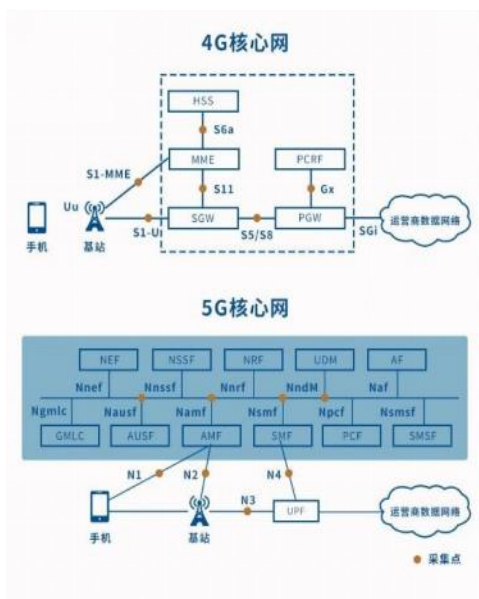 4G核心网
HSS
S6a
MME
PCRF
S1-MME
S11
Gx
Uu
SGW
PGW
运营商数据网络
手机
基站
S1-U
S5/S8
SGi
5G核心网
NEF
NSSF
NRF
UDM
AF
Nnef
Nnssf
Nnrf
NndM
Naf
Ngmlc
Nausf
Namf
Nsmf
Npcf
Nsmsf
GMLC
AUSF
AMF
SMF
PCF
SMSF
N1
N2
N4
N3
UPF
运营商数据网络
手机
基站
采集点